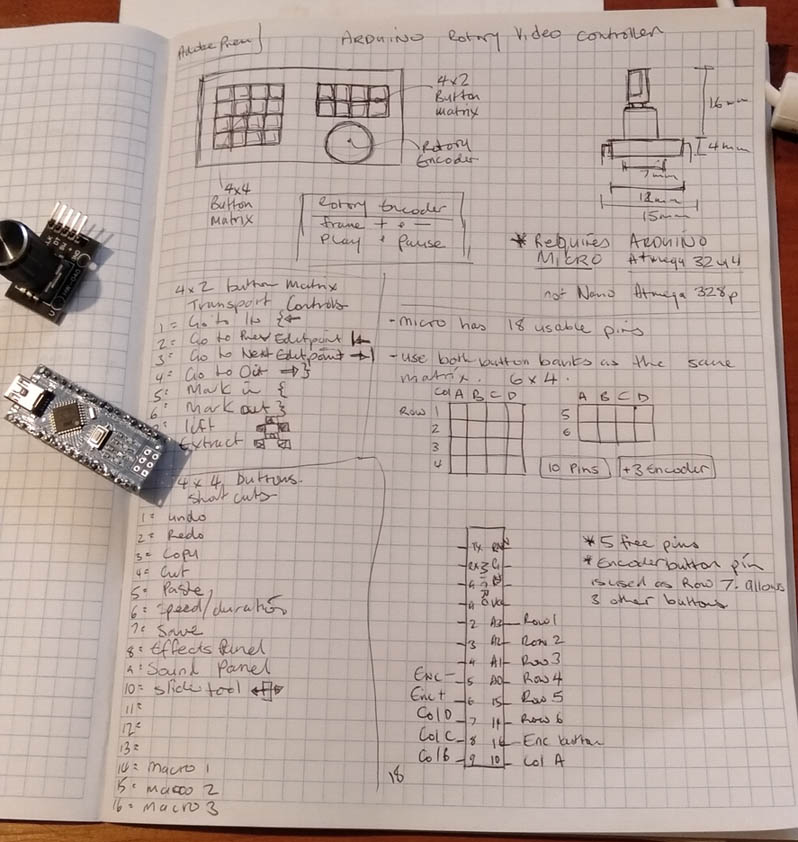 Adobe Prem
ARDUINO Rotary Video Controller
4x2
Button
matrix
Rotary
Encoder
4x4
Button
Matrix
Rotary Encoder
frame + • -
Play • Pause
16mm
4mm
7mm
12mm
15mm
* Requires ARDUINO
MICRO Atmega 32u4
not Nano Atmega 328p
4x2 button Matrix
Transport Controls
1 = Go to In {←
2 = Go to Prev Editpoint |←
3 = Go to Next Editpoint →|
4 = Go to Out →}
5 = Mark in {
6 = Mark out }
lift
Extract
- micro has 18 usable pins
- use both button banks as the same
matrix. 6x4.
Col A B C D
Row 1
2
3
4
A B C D
5
6
10 Pins
+3 Encoder
4x4 buttons.
Short cuts
1 = undo
2 = Redo
3 = Copy
4 = Cut
5 = Paste
6 = Speed/duration
7 = Save
8 = Effects Panel
9 = Sound Panel
10 = slide tool
11 =
12 =
13 =
14 = Macro 1
15 = macro 2
16 = Macro 3
* 5 free pins
* Encoder button pin
is used as Row 7. allows
3 other buttons
Tx
2 A3 Row 1
3 A2 Row 2
4 A1 Row 3
Enc - 5 A0 Row 4
Enc + 6 15 Row 5
Col D 7 Row 6
Col C 8 Enc button
Col B 9 10 Col A
18